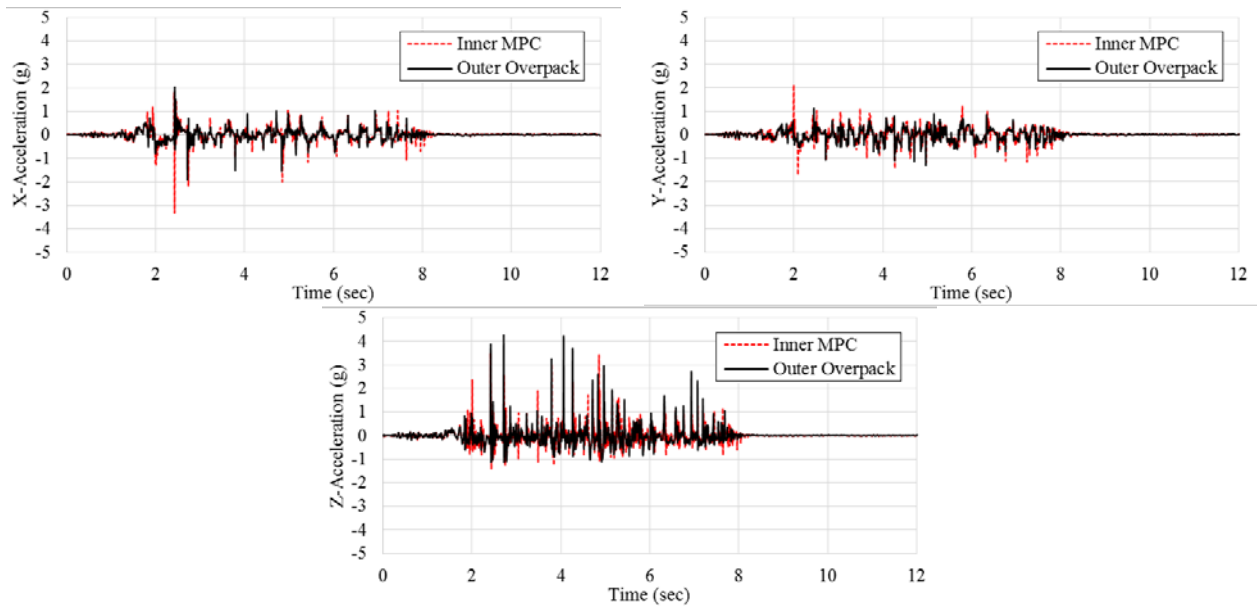 X-Acceleration (g)
5
4
3
2
1
0
-1
-2
-3
-4
-5
Inner MPC
Outer Overpack
0 2 4 6 8 10 12
Time (sec)
Y-Acceleration (g)
5
4
3
2
1
0
-1
-2
-3
-4
-5
Inner MPC
Outer Overpack
0 2 4 6 8 10 12
Time (sec)
Z-Acceleration (g)
5
4
3
2
1
0
-1
-2
-3
-4
-5
Inner MPC
Outer Overpack
0 2 4 6 8 10 12
Time (sec)